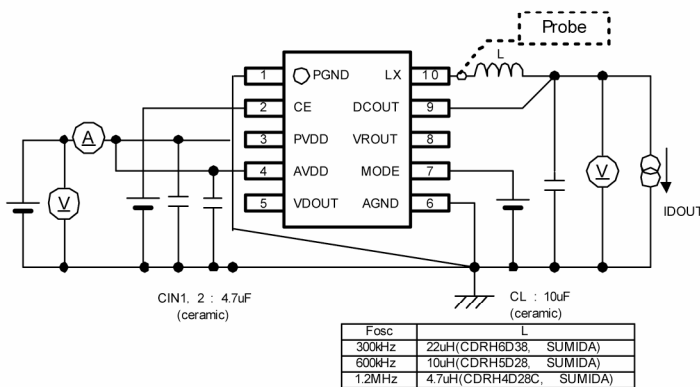 Probe
L
1 PGND LX 10
2 CE DCOUT 9
3 PVDD VROUT 8
4 AVDD MODE 7
5 VDOUT AGND 6
A
V
V
IDOUT
CIN1, 2 : 4.7uF
(ceramic)
CL : 10uF
(ceramic)
Fosc L
300kHz 22uH(CDRH6D38, SUMIDA)
600kHz 10uH(CDRH5D28, SUMIDA)
1.2MHz 4.7uH(CDRH4D28C, SUMIDA)